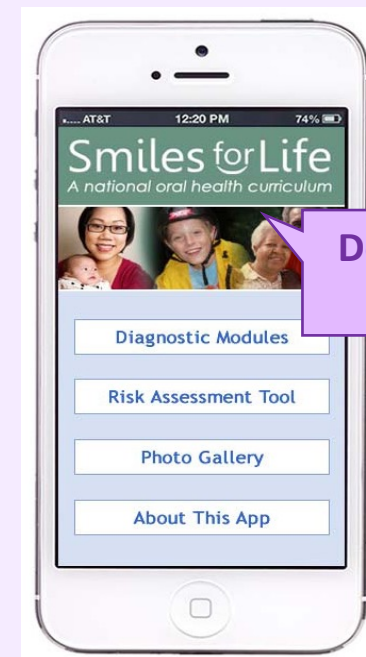 AT&T 12:20 PM 74%
Smiles for Life
A national oral health curriculum
D
Diagnostic Modules
Risk Assessment Tool
Photo Gallery
About This App